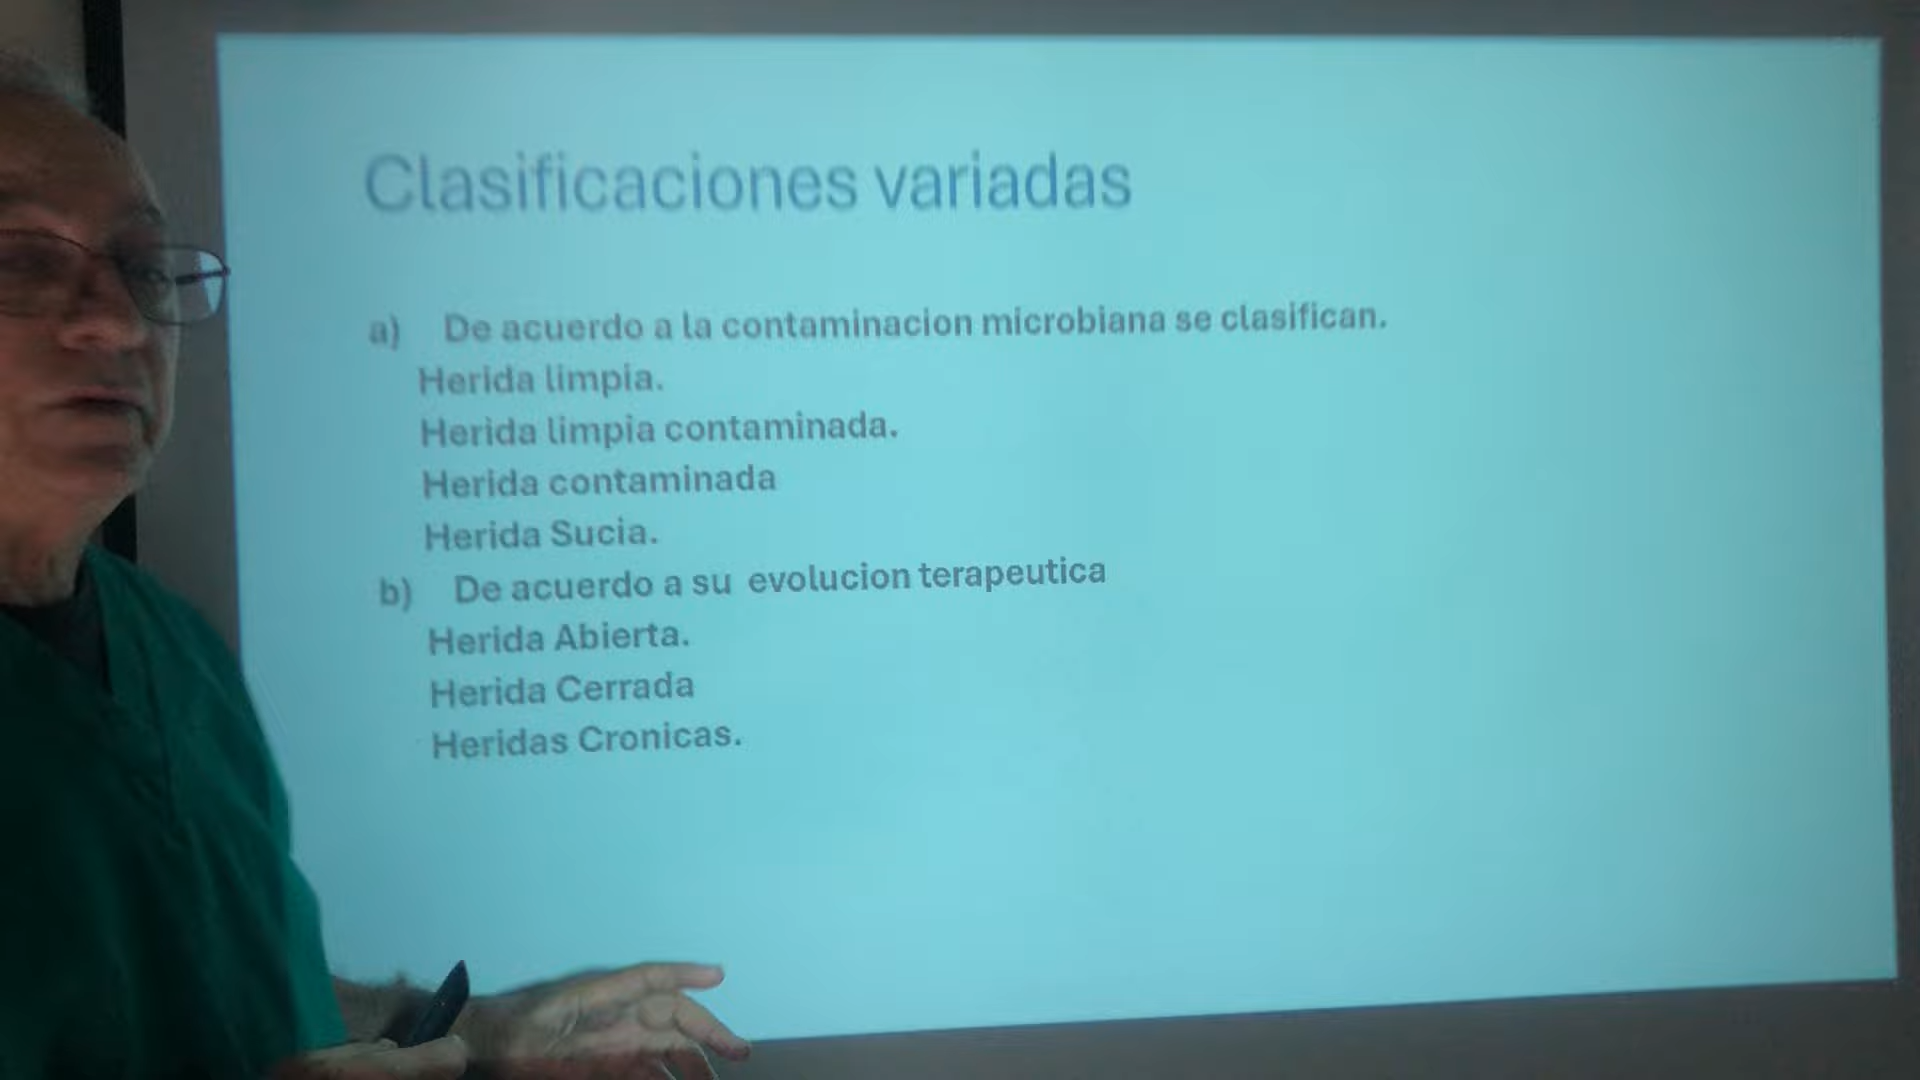 Clasificaciones variadas
a) De acuerdo a la contaminacion microbiana se clasifican.
Herida limpia.
Herida limpia contaminada.
Herida contaminada
Herida Sucia.
b) De acuerdo a su evolucion terapeutica
Herida Abierta.
Herida Cerrada
Heridas Cronicas.